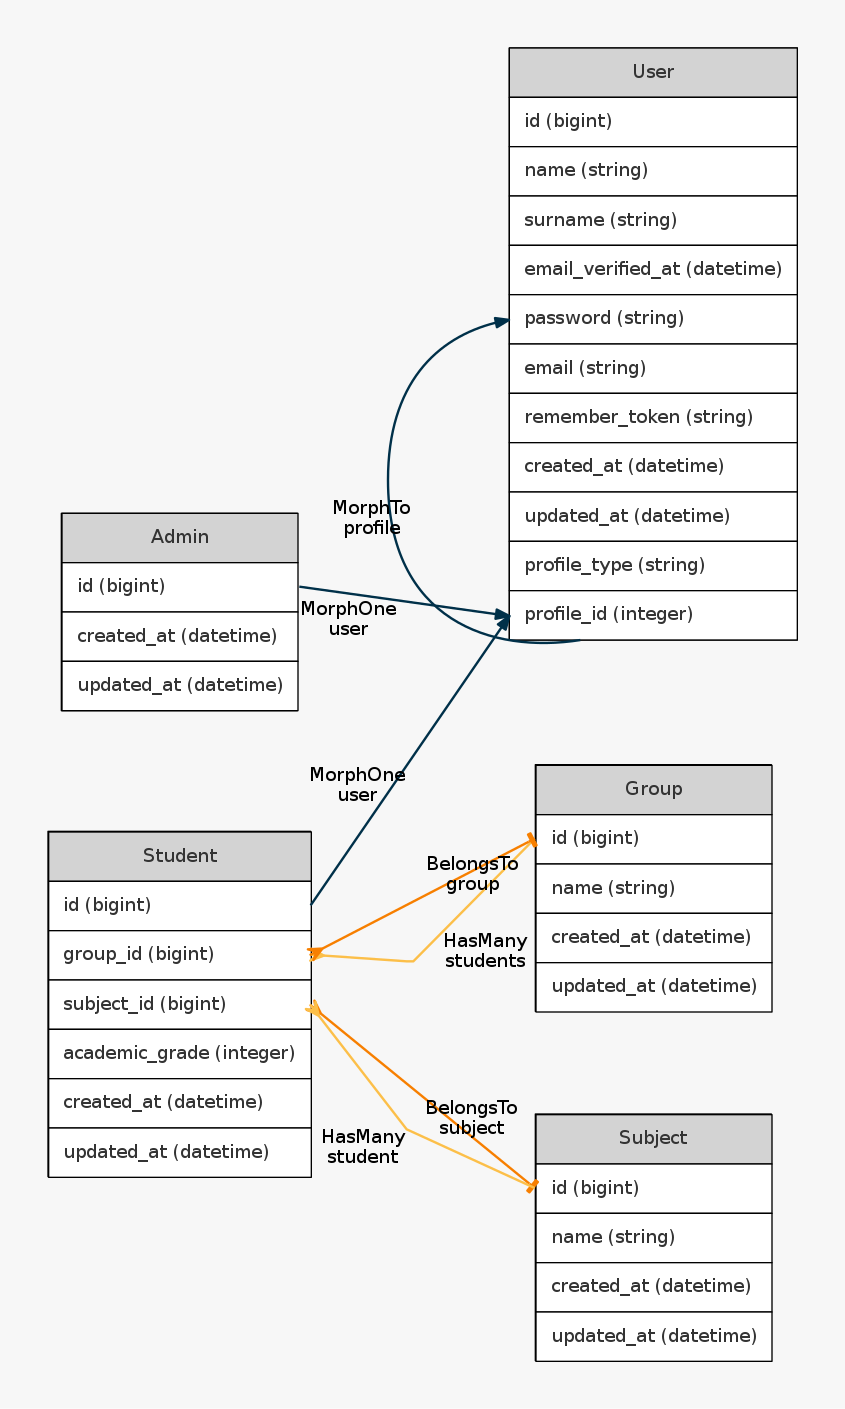 User
id (bigint)
name (string)
surname (string)
email_verified_at (datetime)
password (string)
email (string)
remember_token (string)
created_at (datetime)
updated_at (datetime)
profile_type (string)
profile_id (integer)
MorphTo
profile
Admin
id (bigint)
created_at (datetime)
updated_at (datetime)
MorphOne
user
MorphOne
user
Student
id (bigint)
group_id (bigint)
subject_id (bigint)
academic_grade (integer)
created_at (datetime)
updated_at (datetime)
BelongsTo
group
HasMany
students
Group
id (bigint)
name (string)
created_at (datetime)
updated_at (datetime)
BelongsTo
subject
HasMany
student
Subject
id (bigint)
name (string)
created_at (datetime)
updated_at (datetime)